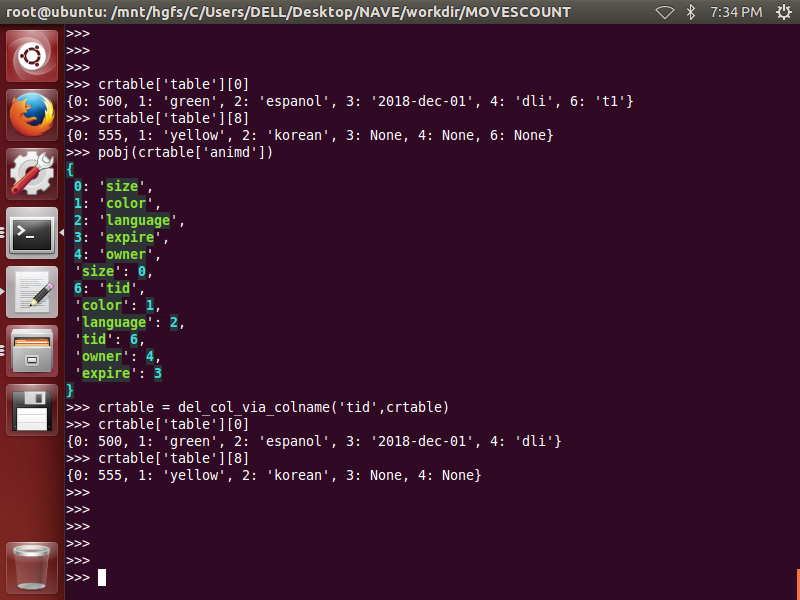 root@ubuntu: /mnt/hgfs/C/Users/DELL/Desktop/NAVE/workdir/MOVESCOUNT 7:34 PM
>>>
>>>
>>>
>>> crtable['table'][0]
{0: 500, 1: 'green', 2: 'espanol', 3: '2018-dec-01', 4: 'dli', 6: 't1'}
>>> crtable['table'][8]
{0: 555, 1: 'yellow', 2: 'korean', 3: None, 4: None, 6: None}
>>> pobj(crtable['animd'])
{
 0: 'size',
 1: 'color',
 2: 'language',
 3: 'expire',
 4: 'owner',
 'size': 0,
 6: 'tid',
 'color': 1,
 'language': 2,
 'tid': 6,
 'owner': 4,
 'expire': 3
}
>>> crtable = del_col_via_colname('tid',crtable)
>>> crtable['table'][0]
{0: 500, 1: 'green', 2: 'espanol', 3: '2018-dec-01', 4: 'dli'}
>>> crtable['table'][8]
{0: 555, 1: 'yellow', 2: 'korean', 3: None, 4: None}
>>>
>>>
>>>
>>>
>>>
>>>